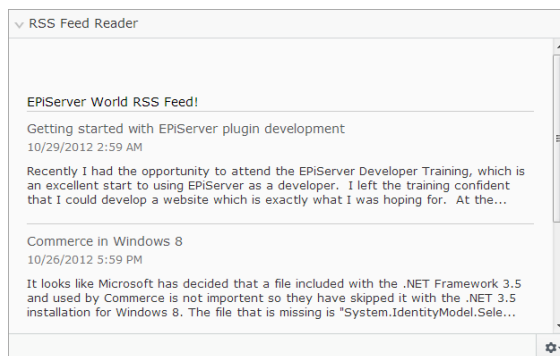 RSS Feed Reader
EPiServer World RSS Feed!
Getting started with EPiServer plugin development
10/29/2012 2:59 AM
Recently I had the opportunity to attend the EPiServer Developer Training, which is
an excellent start to using EPiServer as a developer.  I left the training confident
that I could develop a website which is exactly what I was hoping for.  At the...
Commerce in Windows 8
10/26/2012 5:59 PM
It looks like Microsoft has decided that a file included with the .NET Framework 3.5
and used by Commerce is not importent so they have skipped it with the .NET 3.5
installation for Windows 8. The file that is missing is "System.IdentityModel.Sele...